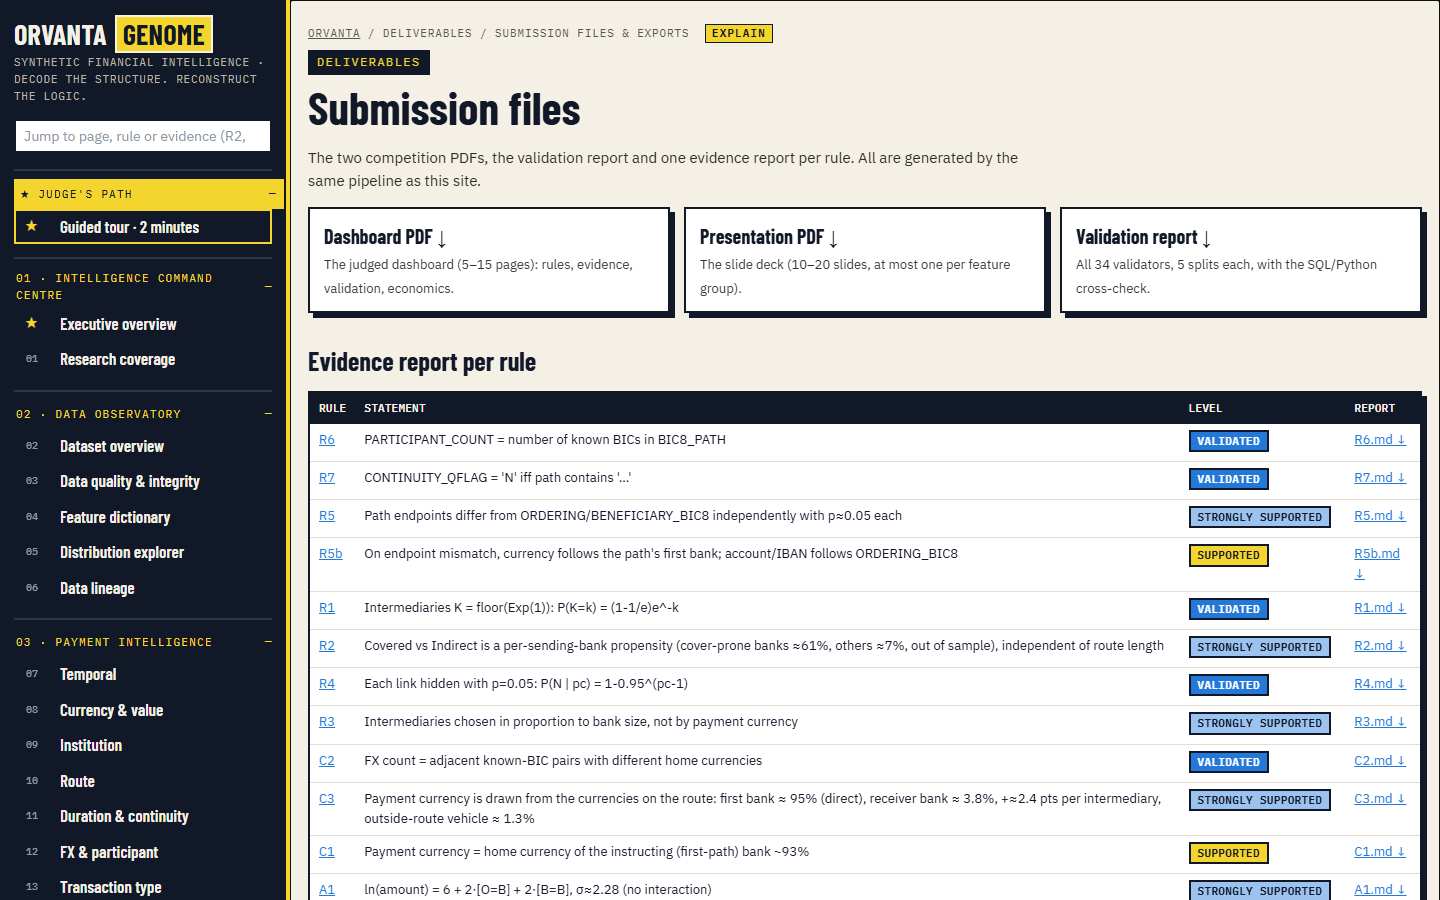 ORVANTA GENOME
SYNTHETIC FINANCIAL INTELLIGENCE ·
DECODE THE STRUCTURE. RECONSTRUCT
THE LOGIC.
Jump to page, rule or evidence (R2,
★ JUDGE'S PATH −
★ Guided tour · 2 minutes
01 · INTELLIGENCE COMMAND
CENTRE −
★ Executive overview
01 Research coverage
02 · DATA OBSERVATORY −
02 Dataset overview
03 Data quality & integrity
04 Feature dictionary
05 Distribution explorer
06 Data lineage
03 · PAYMENT INTELLIGENCE −
07 Temporal
08 Currency & value
09 Institution
10 Route
11 Duration & continuity
12 FX & participant
13 Transaction type
ORVANTA / DELIVERABLES / SUBMISSION FILES & EXPORTS EXPLAIN
DELIVERABLES
Submission files
The two competition PDFs, the validation report and one evidence report per rule. All are generated by the
same pipeline as this site.
Dashboard PDF ↓
The judged dashboard (5–15 pages): rules, evidence,
validation, economics.
Presentation PDF ↓
The slide deck (10–20 slides, at most one per feature
group).
Validation report ↓
All 34 validators, 5 splits each, with the SQL/Python
cross-check.
Evidence report per rule
RULE STATEMENT LEVEL REPORT
R6 PARTICIPANT_COUNT = number of known BICs in BIC8_PATH VALIDATED R6.md ↓
R7 CONTINUITY_QFLAG = 'N' iff path contains '...' VALIDATED R7.md ↓
R5 Path endpoints differ from ORDERING/BENEFICIARY_BIC8 independently with p≈0.05 each STRONGLY SUPPORTED R5.md ↓
R5b On endpoint mismatch, currency follows the path's first bank; account/IBAN follows ORDERING_BIC8 SUPPORTED R5b.md
↓
R1 Intermediaries K = floor(Exp(1)): P(K=k) = (1-1/e)e^-k VALIDATED R1.md ↓
R2 Covered vs Indirect is a per-sending-bank propensity (cover-prone banks ≈61%, others ≈7%, out of sample), independent of route length STRONGLY SUPPORTED R2.md ↓
R4 Each link hidden with p=0.05: P(N | pc) = 1-0.95^(pc-1) VALIDATED R4.md ↓
R3 Intermediaries chosen in proportion to bank size, not by payment currency STRONGLY SUPPORTED R3.md ↓
C2 FX count = adjacent known-BIC pairs with different home currencies VALIDATED C2.md ↓
C3 Payment currency is drawn from the currencies on the route: first bank ≈ 95% (direct), receiver bank ≈ 3.8%, +≈2.4 pts per intermediary, STRONGLY SUPPORTED C3.md ↓
outside-route vehicle ≈ 1.3%
C1 Payment currency = home currency of the instructing (first-path) bank ~93% SUPPORTED C1.md ↓
A1 ln(amount) = 6 + 2·[O=B] + 2·[B=B], σ≈2.28 (no interaction) STRONGLY SUPPORTED A1.md ↓